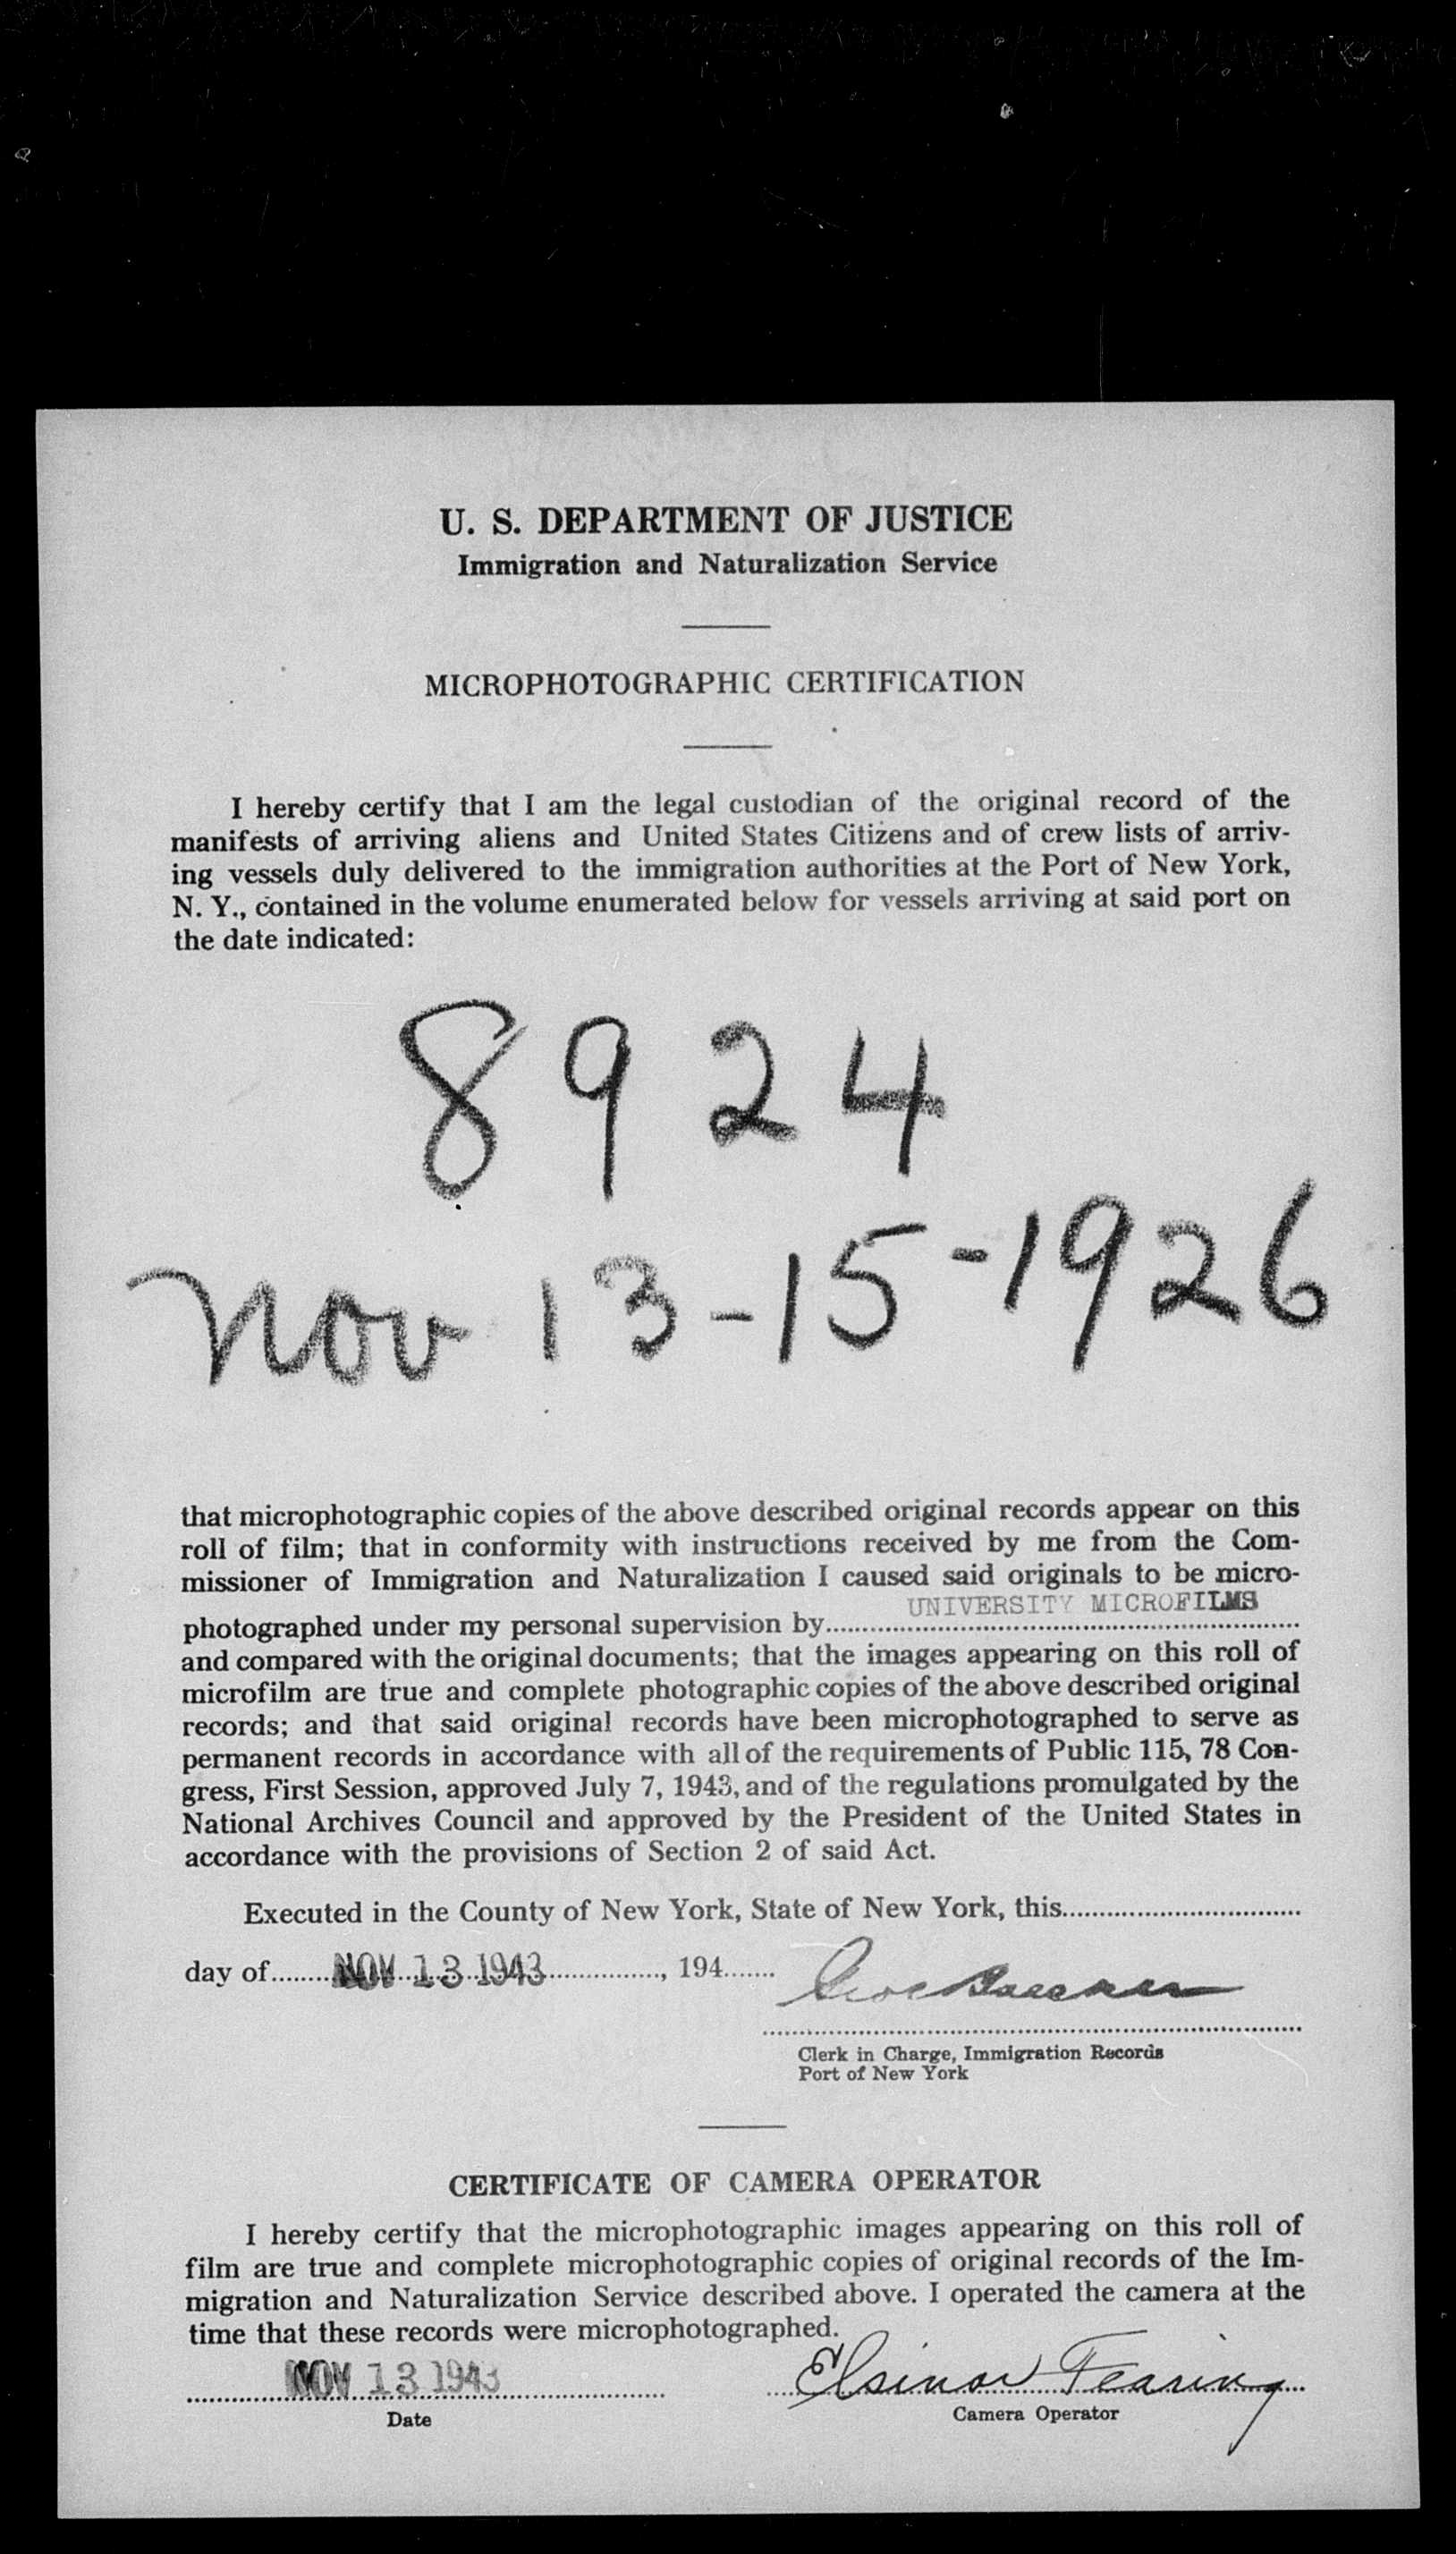 U. S. DEPARTMENT OF JUSTICE
Immigration and Naturalization Service
MICROPHOTOGRAPHIC CERTIFICATION
I hereby certify that I am the legal custodian of the original record of the
manifests of arriving aliens and United States Citizens and of crew lists of arriv-
ing vessels duly delivered to the immigration authorities at the Port of New York,
N. Y., contained in the volume enumerated below for vessels arriving at said port on
the date indicated:
8924
Nov 13-15-1926
that microphotographic copies of the above described original records appear on this
roll of film; that in conformity with instructions received by me from the Com-
missioner of Immigration and Naturalization I caused said originals to be micro-
UNIVERSITY MICROFILMS
photographed under my personal supervision by
and compared with the original documents; that the images appearing on this roll of
microfilm are true and complete photographic copies of the above described original
records; and that said original records have been microphotographed to serve as
permanent records in accordance with all of the requirements of Public 115, 78 Con-
gress, First Session, approved July 7, 1943, and of the regulations promulgated by the
National Archives Council and approved by the President of the United States in
accordance with the provisions of Section 2 of said Act.
Executed in the County of New York, State of New York, this
day of NOV 13 1943, 194
Clerk in Charge, Immigration Records
Port of New York
CERTIFICATE OF CAMERA OPERATOR
I hereby certify that the microphotographic images appearing on this roll of
film are true and complete microphotographic copies of original records of the Im-
migration and Naturalization Service described above. I operated the camera at the
time that these records were microphotographed.
NOV 13 1943 Elsinor Fearing
Date Camera Operator